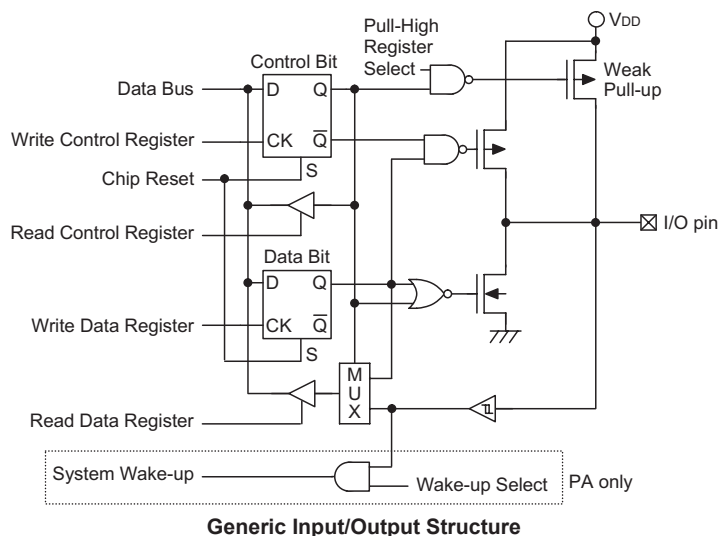 VDD
Pull-High
Register
Select
Control Bit
Weak
Pull-up
Data Bus
D
Q
Write Control Register
CK
Q
Chip Reset
S
I/O pin
Read Control Register
Data Bit
D
Q
Write Data Register
CK
Q
S
M
U
X
Read Data Register
System Wake-up
Wake-up Select
PA only
Generic Input/Output Structure